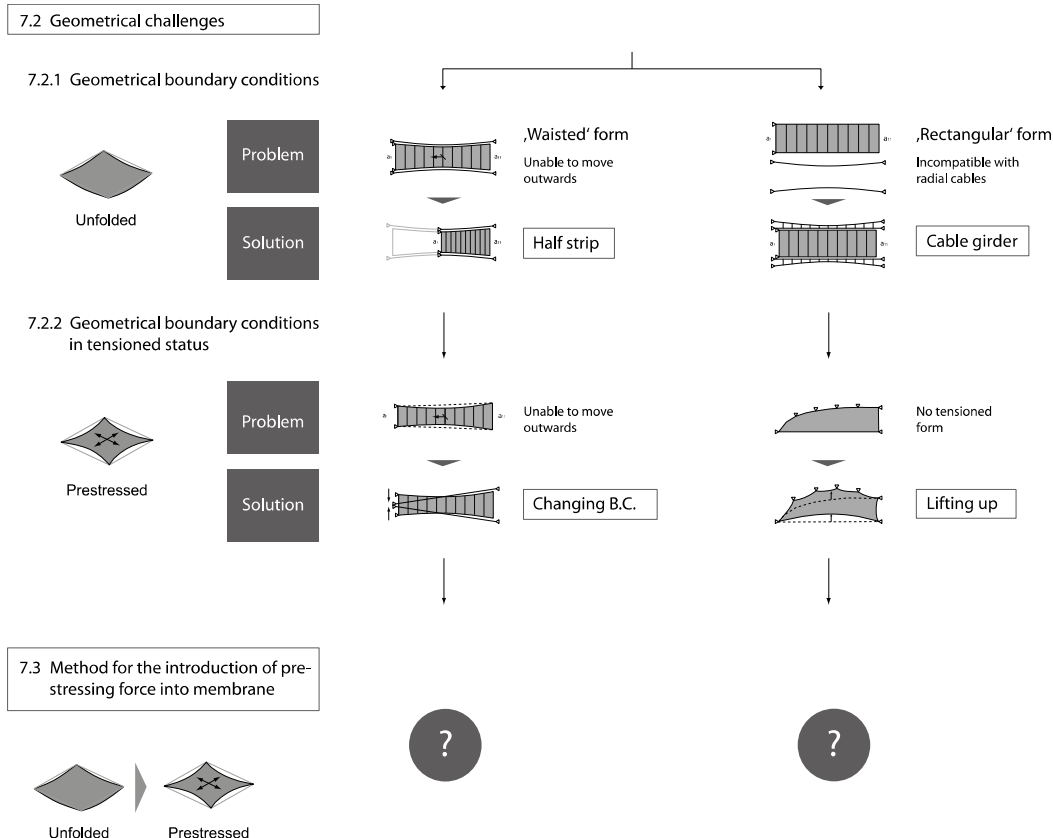 7.2 Geometrical challenges
7.2.1 Geometrical boundary conditions
Problem
‚Waisted‘ form
Unable to move
outwards
‚Rectangular‘ form
Incompatible with
radial cables
Unfolded
Solution
Half strip
Cable girder
7.2.2 Geometrical boundary conditions
in tensioned status
Problem
Unable to move
outwards
No tensioned
form
Prestressed
Solution
Changing B.C.
Lifting up
7.3 Method for the introduction of pre-
stressing force into membrane
?
?
Unfolded
Prestressed